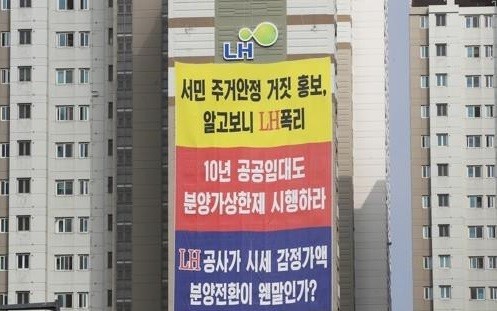 LH
서민 주거안정 거짓 홍보,
알고보니 LH폭리
10년 공공임대도
분양가상한제 시행하라
LH공사가 시세 감정가액
분양전환이 웬말인가?